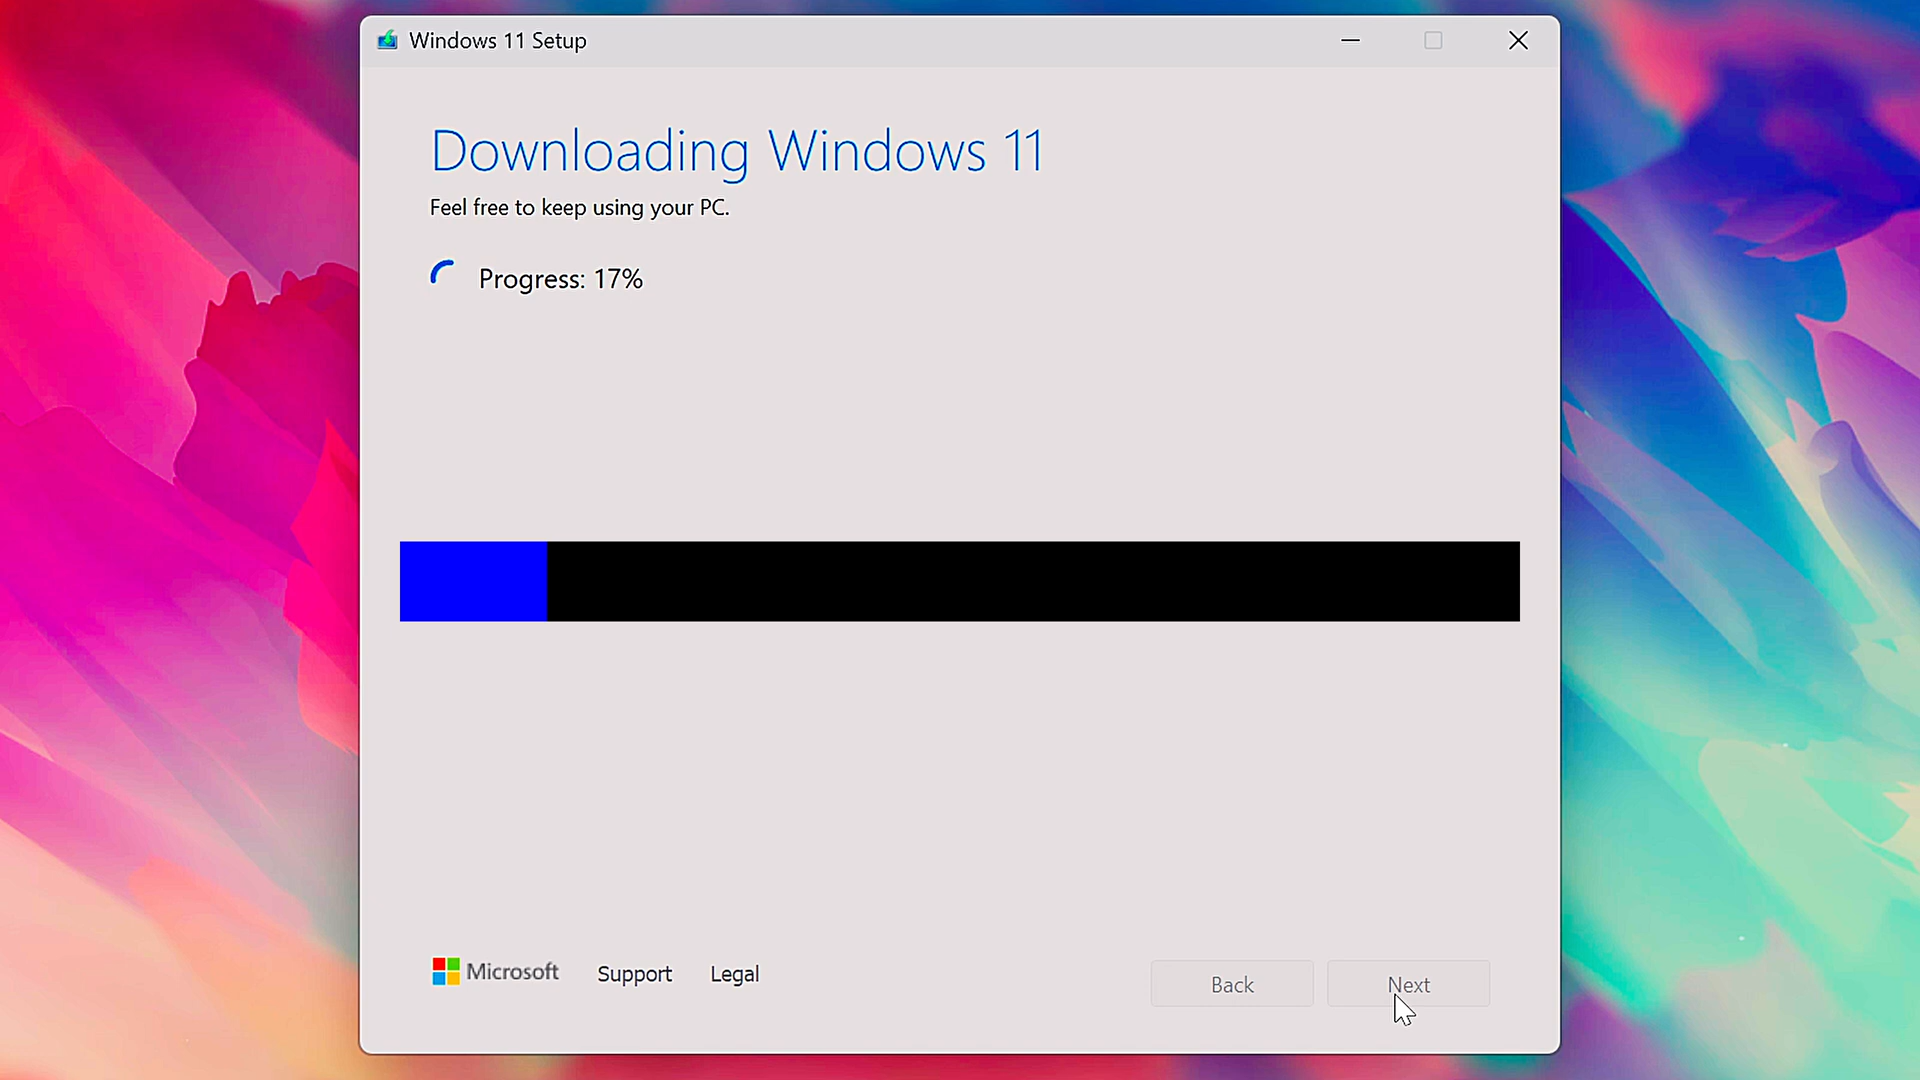 Windows 11 Setup
Downloading Windows 11
Feel free to keep using your PC.
Progress: 17%
Microsoft Support Legal
Back Next